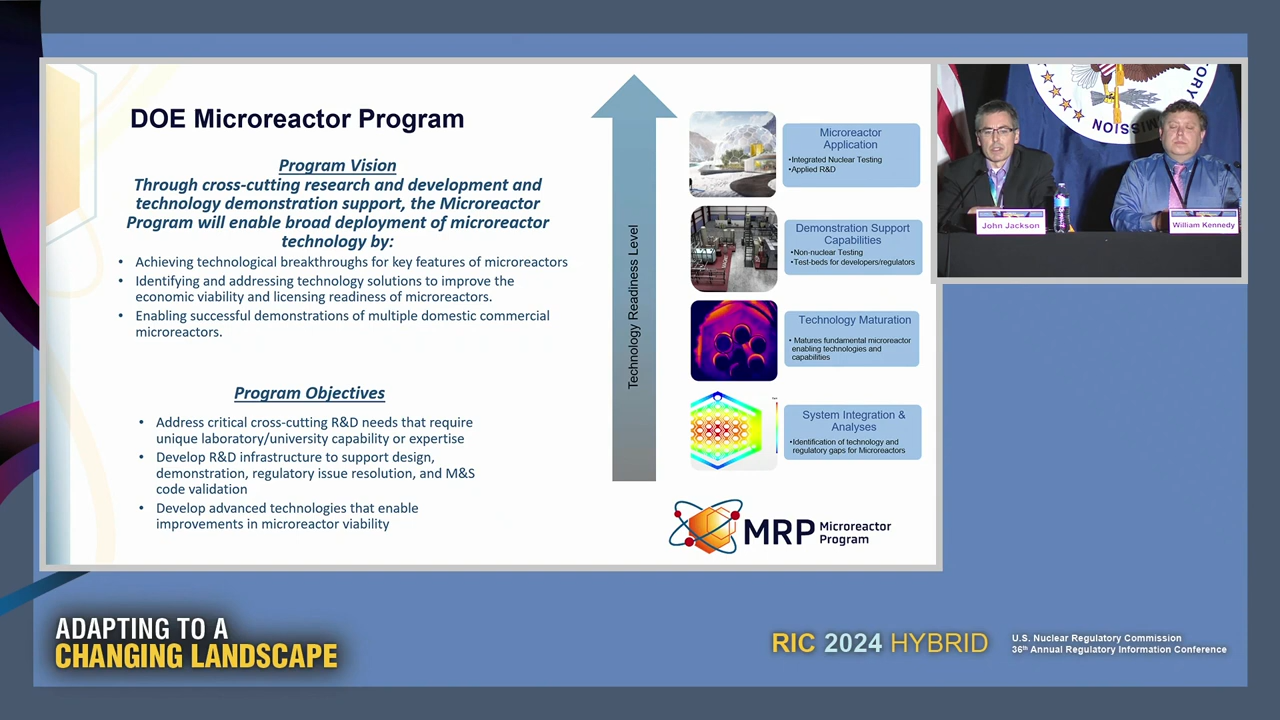 DOE Microreactor Program
Program Vision
Through cross-cutting research and development and
technology demonstration support, the Microreactor
Program will enable broad deployment of microreactor
technology by:
• Achieving technological breakthroughs for key features of microreactors
• Identifying and addressing technology solutions to improve the
economic viability and licensing readiness of microreactors.
• Enabling successful demonstrations of multiple domestic commercial
microreactors.
Program Objectives
• Address critical cross-cutting R&D needs that require
unique laboratory/university capability or expertise
• Develop R&D infrastructure to support design,
demonstration, regulatory issue resolution, and M&S
code validation
• Develop advanced technologies that enable
improvements in microreactor viability
Technology Readiness Level
Microreactor
Application
•Integrated Nuclear Testing
•Applied R&D
Demonstration Support
Capabilities
•Non-nuclear Testing
•Test-beds for developers/regulators
Technology Maturation
• Matures fundamental microreactor
enabling technologies and
capabilities
System Integration &
Analyses
•Identification of technology and
regulatory gaps for Microreactors
MRP Microreactor
Program
John Jackson
William Kennedy
ADAPTING TO A
CHANGING LANDSCAPE
RIC 2024 HYBRID
U.S. Nuclear Regulatory Commission
36th Annual Regulatory Information Conference